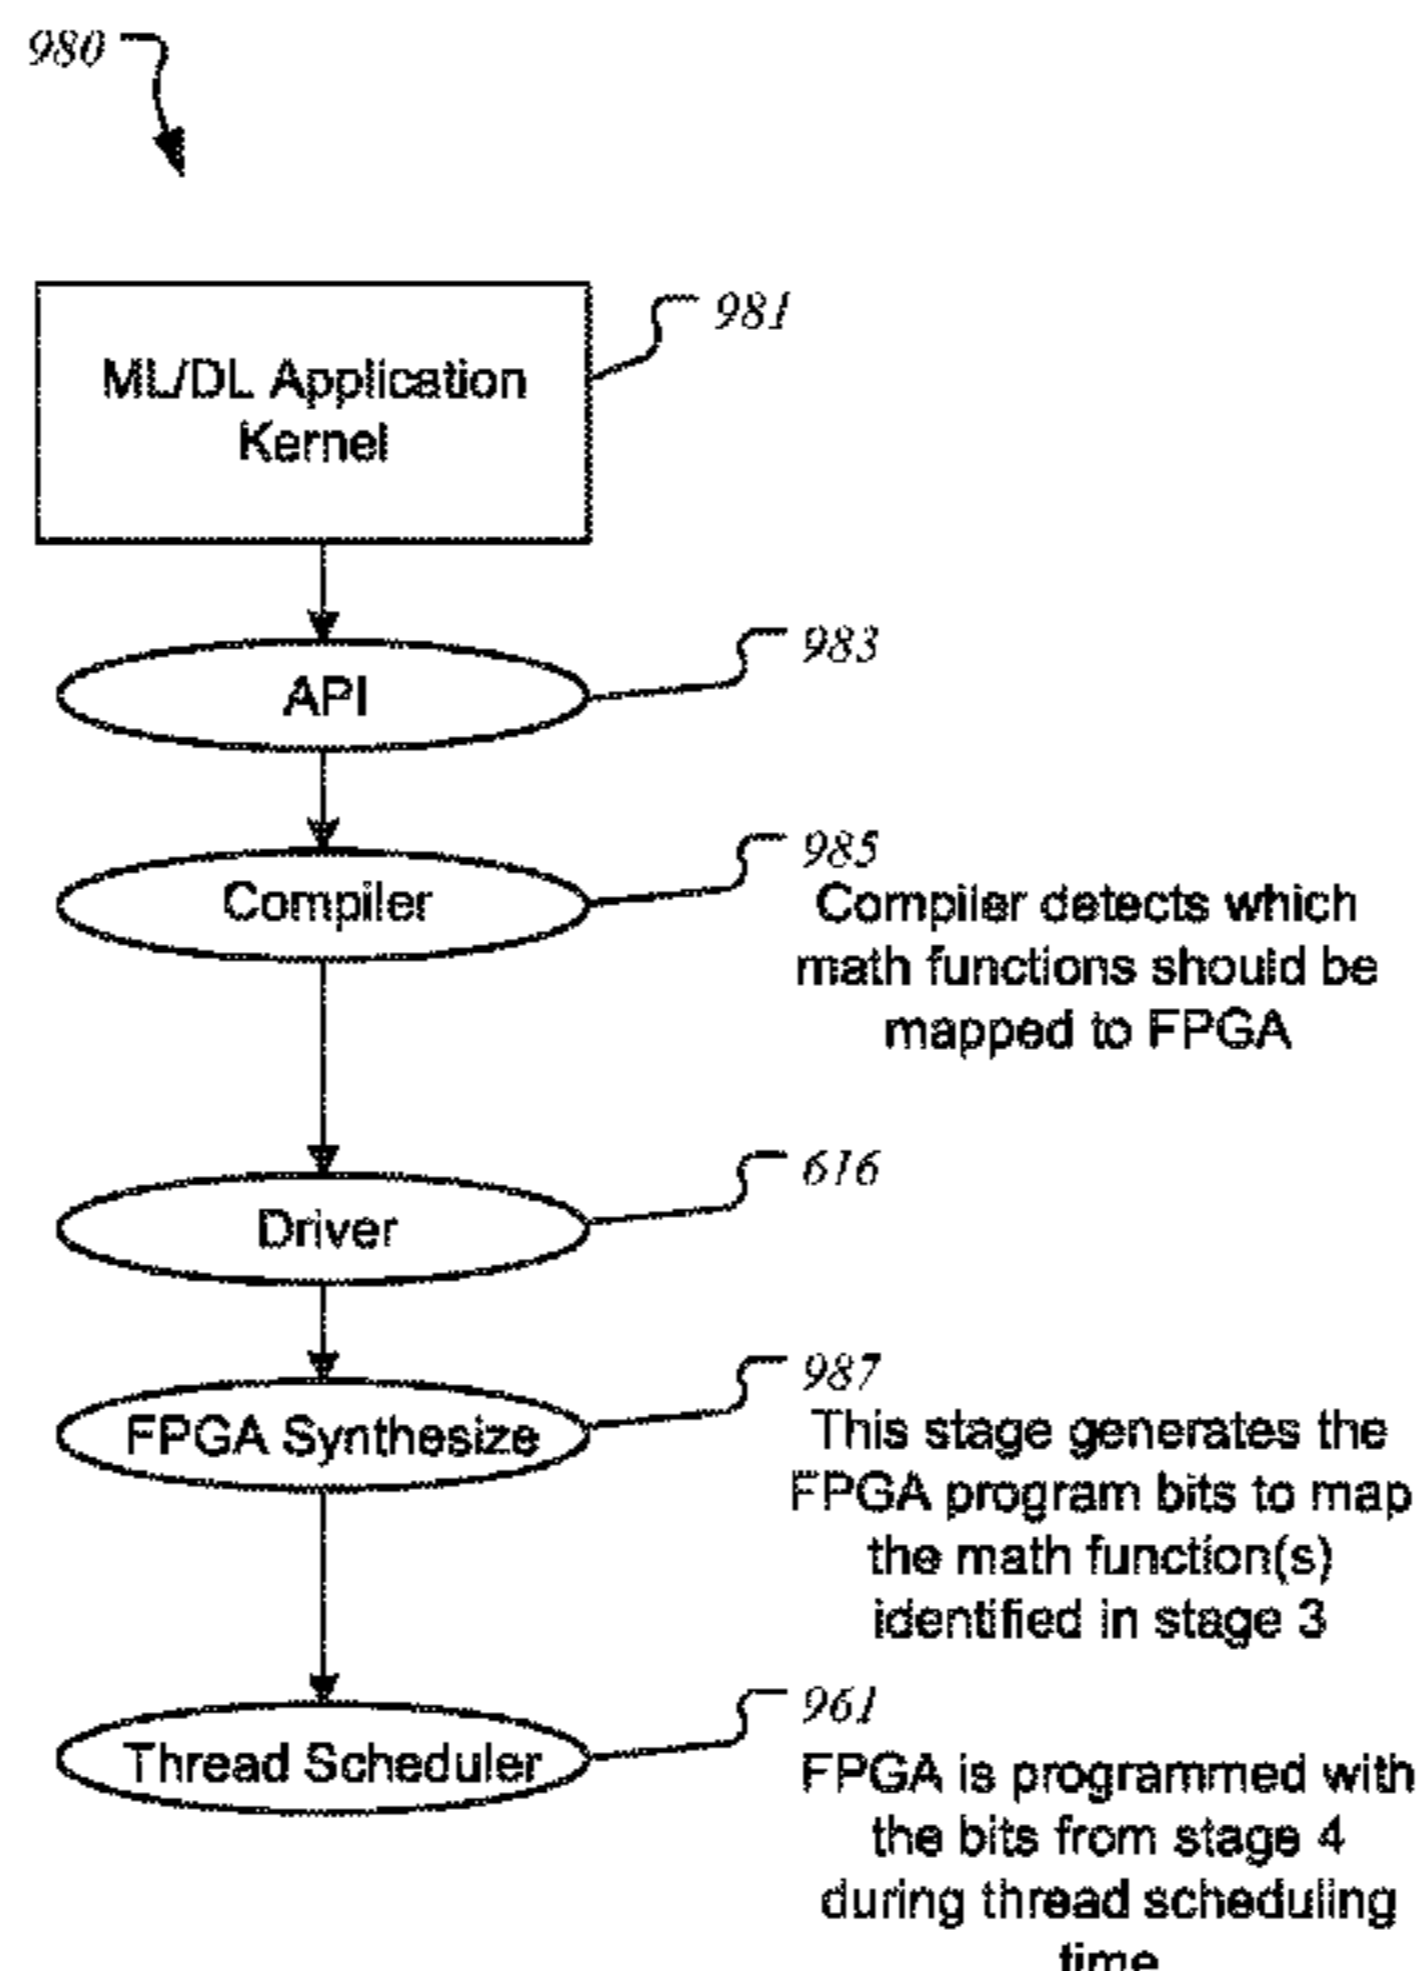 980
981
ML/DL Application
Kernel
983
API
985
Compiler
Compiler detects which
math functions should be
mapped to FPGA
616
Driver
987
FPGA Synthesize
This stage generates the
FPGA program bits to map
the math function(s)
identified in stage 3
961
Thread Scheduler
FPGA is programmed with
the bits from stage 4
during thread scheduling
time